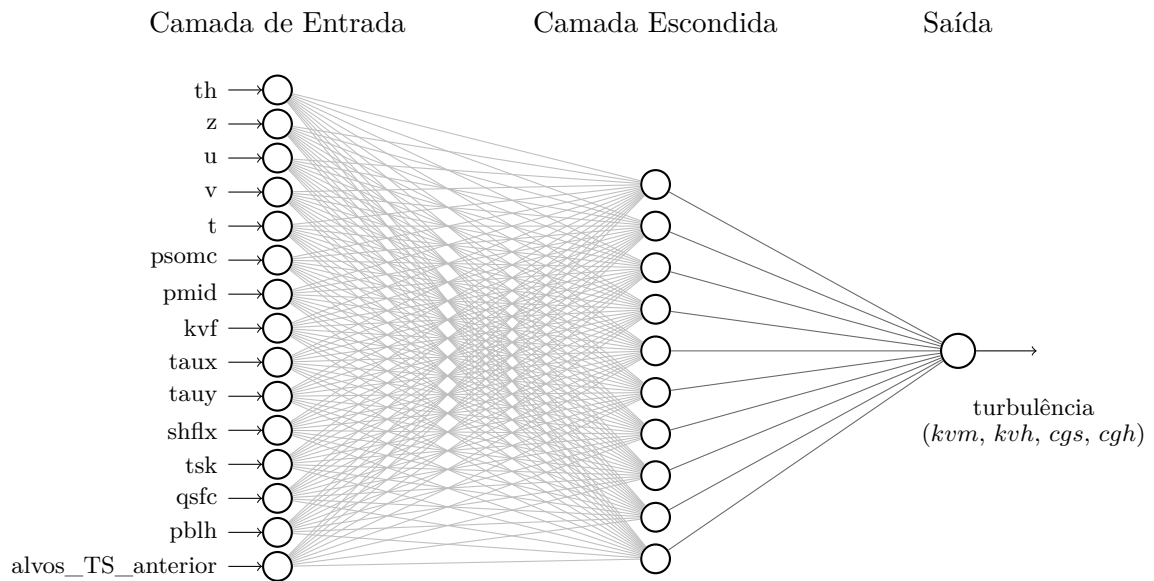 Camada de Entrada
Camada Escondida
Saída
th
z
u
v
t
psomc
pmid
kvf
taux
tauy
shflx
tsk
qsfc
pblh
alvos_TS_anterior
turbulência
(kvm, kvh, cgs, cgh)